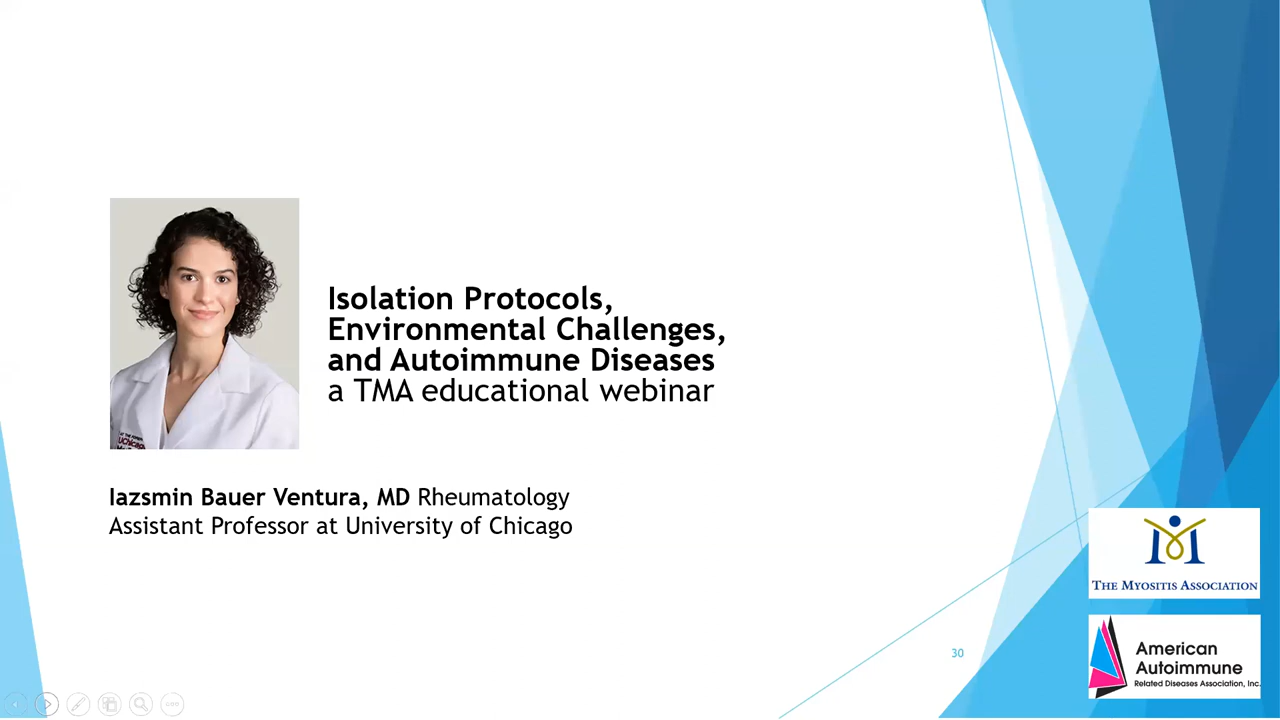 Isolation Protocols,
Environmental Challenges,
and Autoimmune Diseases
a TMA educational webinar
Iazsmin Bauer Ventura, MD Rheumatology
Assistant Professor at University of Chicago
THE MYOSITIS ASSOCIATION
American
Autoimmune
Related Diseases Association, Inc.
30